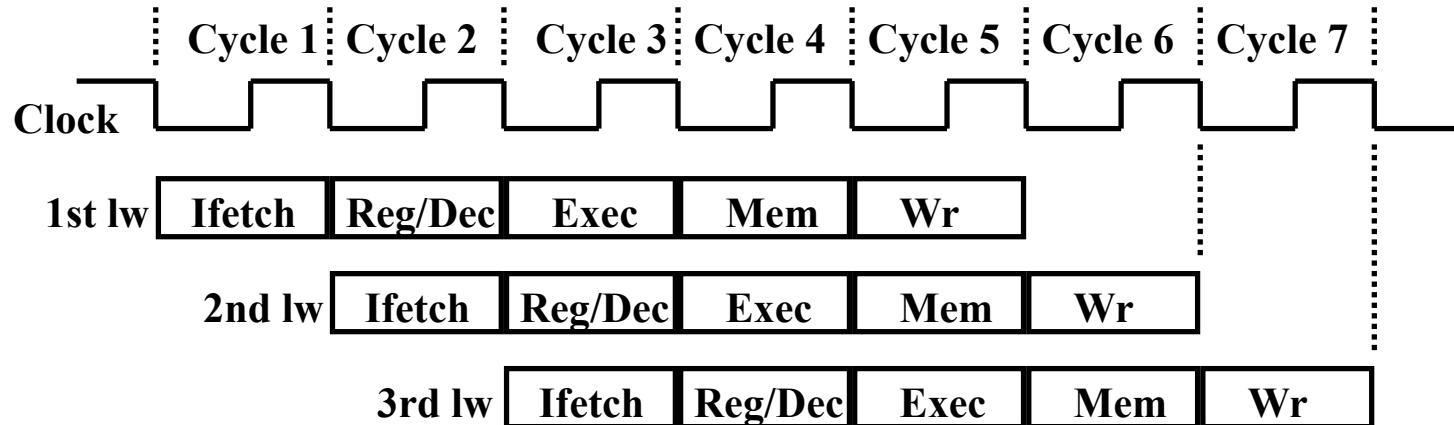 Cycle 1 Cycle 2 Cycle 3 Cycle 4 Cycle 5 Cycle 6 Cycle 7
Clock
1st lw Ifetch Reg/Dec Exec Mem Wr
2nd lw Ifetch Reg/Dec Exec Mem Wr
3rd lw Ifetch Reg/Dec Exec Mem Wr